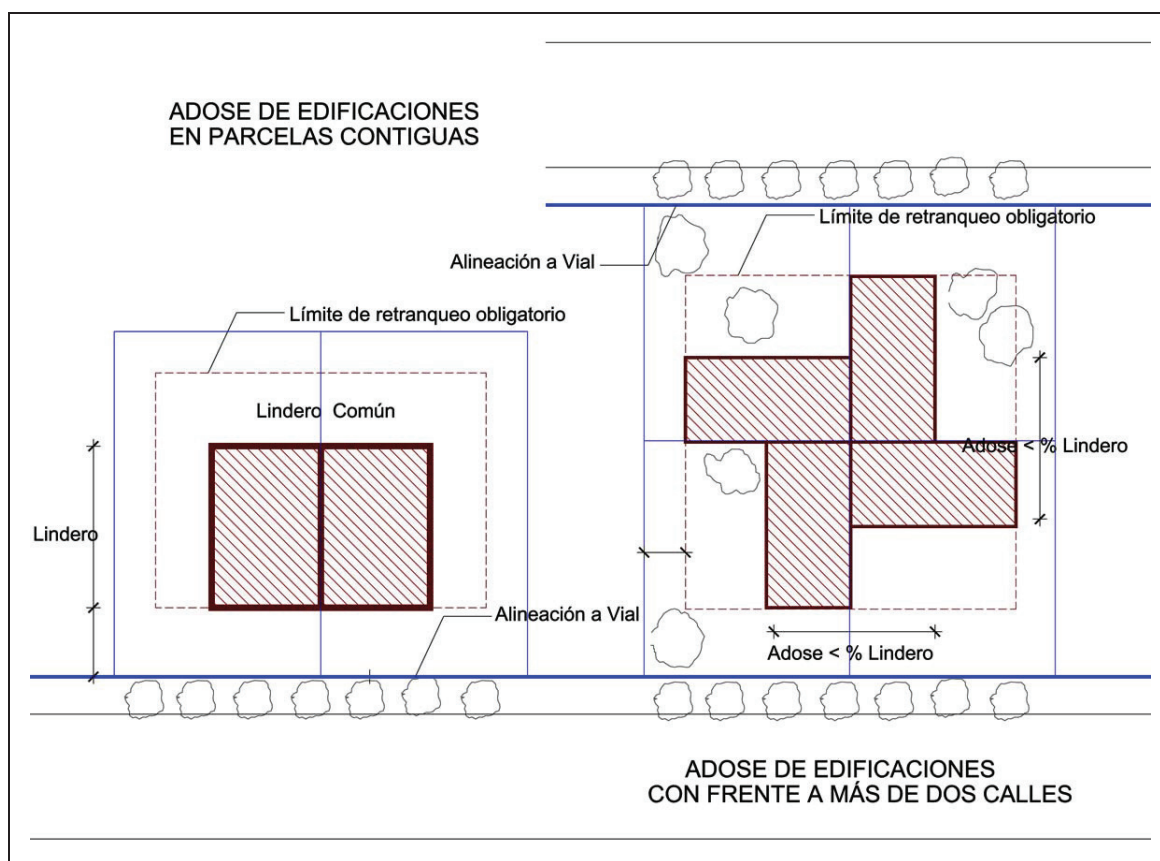 ADOSE DE EDIFICACIONES
EN PARCELAS CONTIGUAS
Límite de retranqueo obligatorio
Alineación a Vial
Límite de retranqueo obligatorio
Lindero Común
Adose < % Lindero
Lindero
Alineación a Vial
Adose < % Lindero
ADOSE DE EDIFICACIONES
CON FRENTE A MÁS DE DOS CALLES